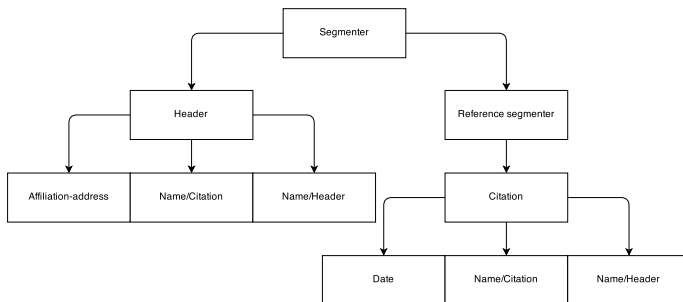 Segmenter
Header
Reference segmenter
Affiliation-address
Name/Citation
Name/Header
Citation
Date
Name/Citation
Name/Header